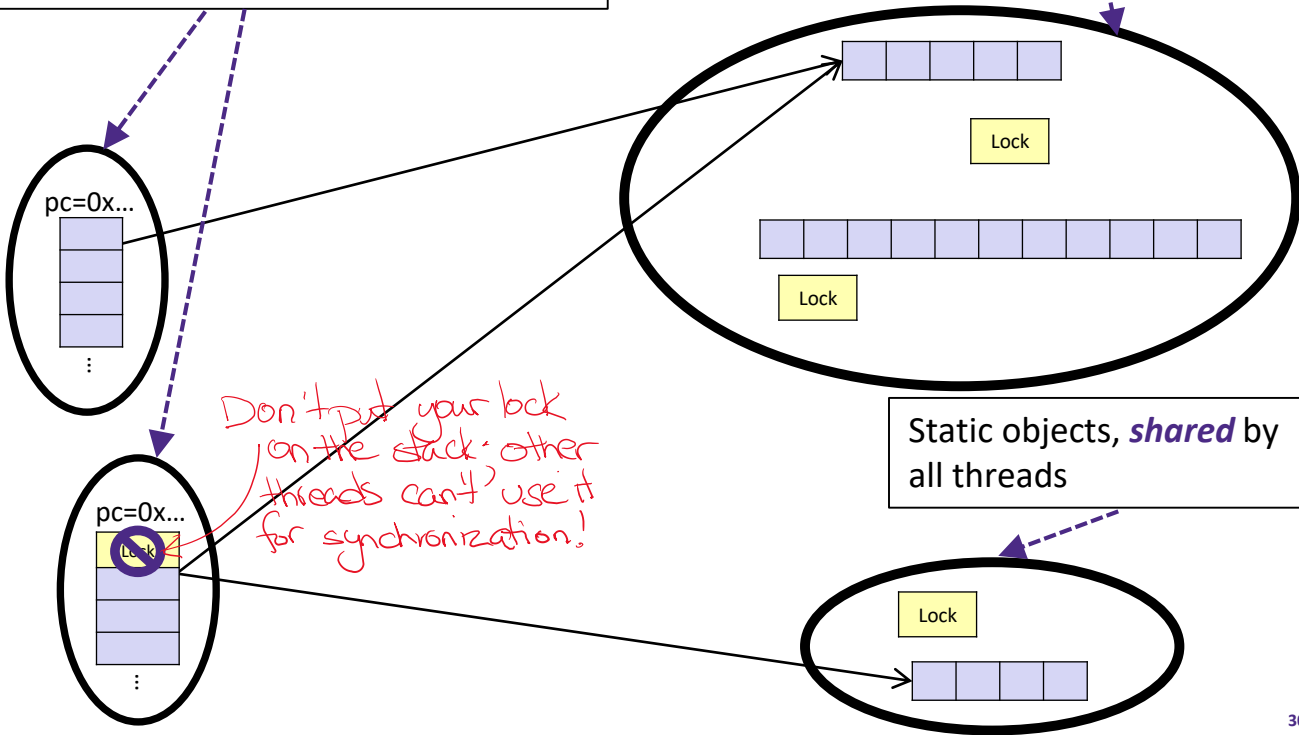 Lock
pc=0x...
Lock
...
Don't put your lock
on the stack: other
threads can't use it
for synchronization!
Static objects, shared by
all threads
pc=0x...
Lock
Lock
...
30